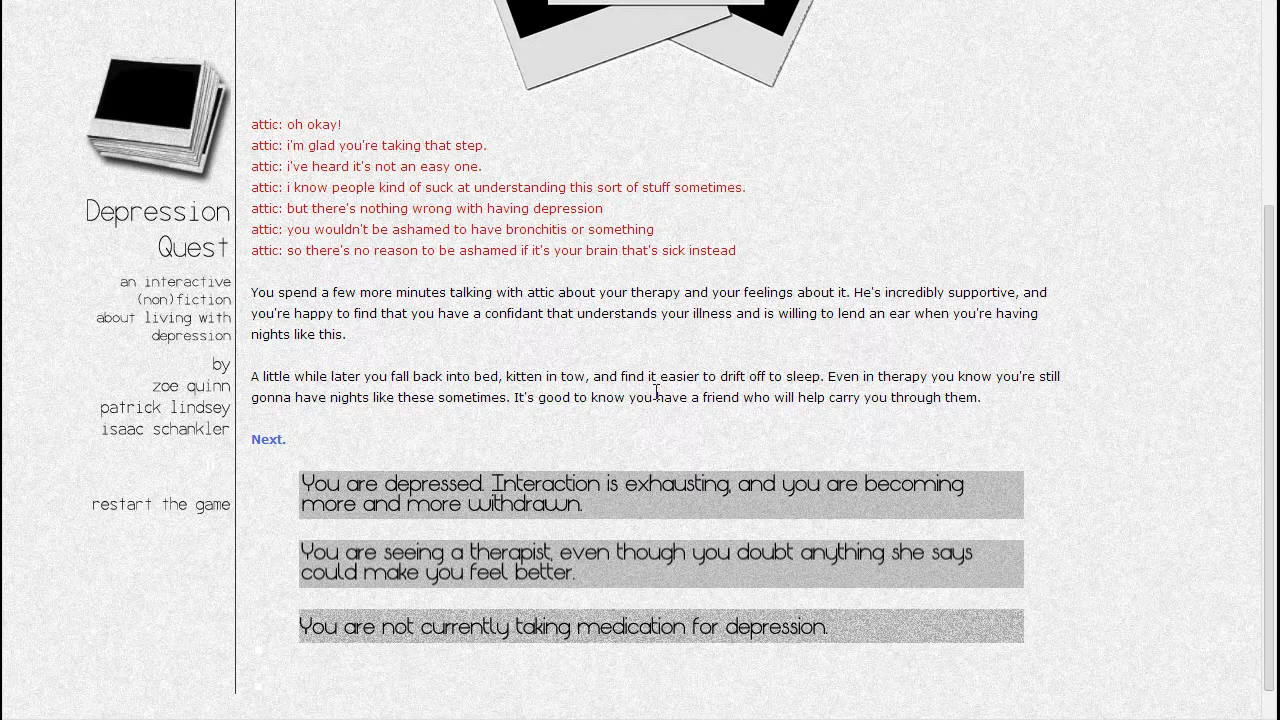 Depression
Quest
an interactive
(non)fiction
about living with
depression
by
zoe quinn
patrick lindsey
isaac schankler
restart the game
attic: oh okay!
attic: i'm glad you're taking that step.
attic: i've heard it's not an easy one.
attic: i know people kind of suck at understanding this sort of stuff sometimes.
attic: but there's nothing wrong with having depression
attic: you wouldn't be ashamed to have bronchitis or something
attic: so there's no reason to be ashamed if it's your brain that's sick instead
You spend a few more minutes talking with attic about your therapy and your feelings about it. He's incredibly supportive, and
you're happy to find that you have a confidant that understands your illness and is willing to lend an ear when you're having
nights like this.
A little while later you fall back into bed, kitten in tow, and find it easier to drift off to sleep. Even in therapy you know you're still
gonna have nights like these sometimes. It's good to know you have a friend who will help carry you through them.
Next.
You are depressed. Interaction is exhausting, and you are becoming
more and more withdrawn.
You are seeing a therapist, even though you doubt anything she says
could make you feel better.
You are not currently taking medication for depression.